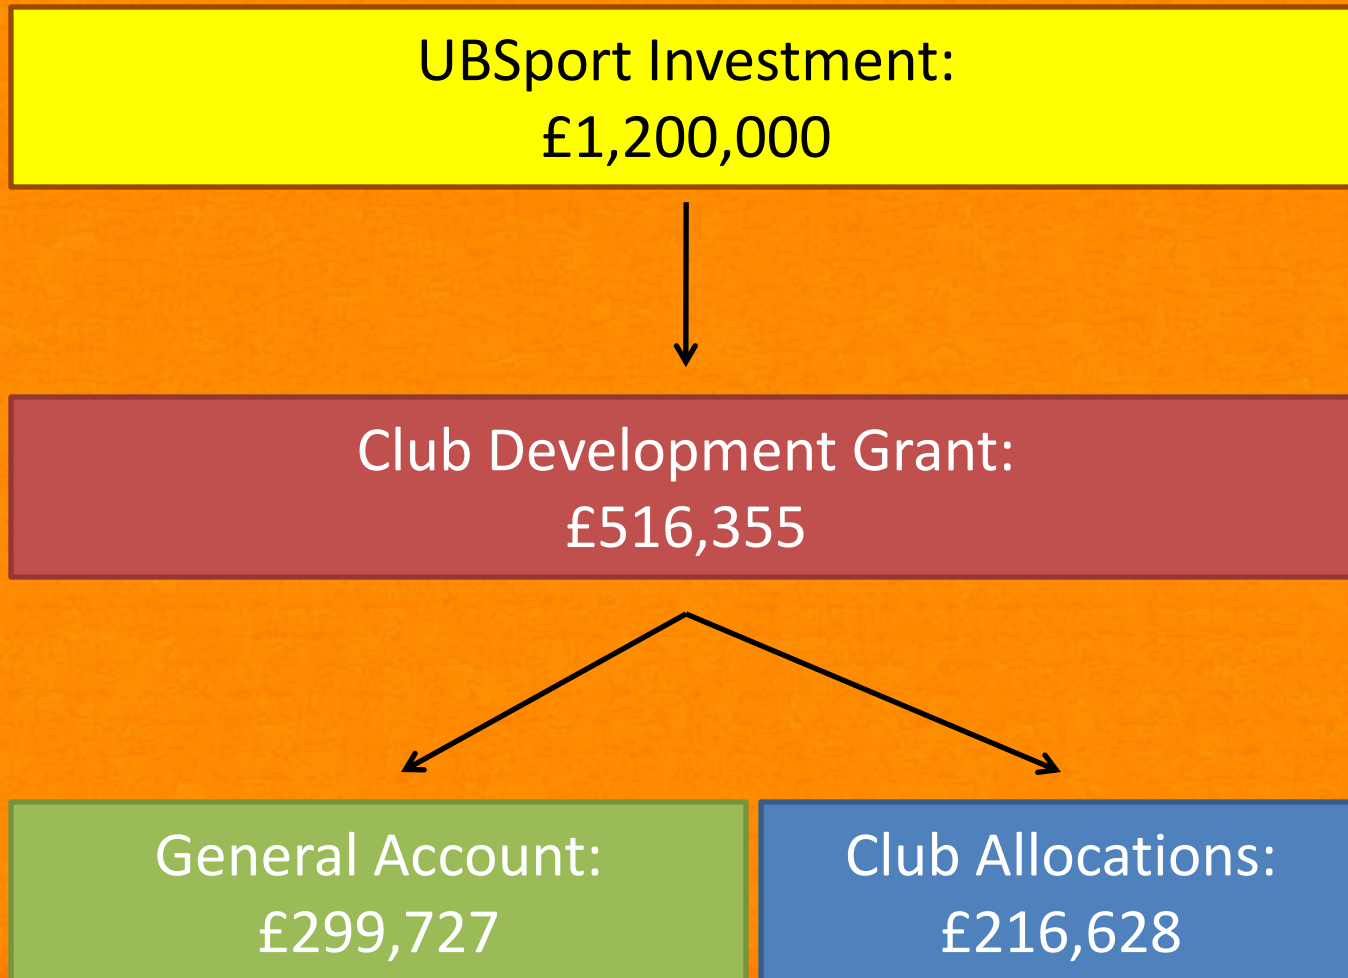 UBSport Investment:
£1,200,000
Club Development Grant:
£516,355
General Account:
£299,727
Club Allocations:
£216,628